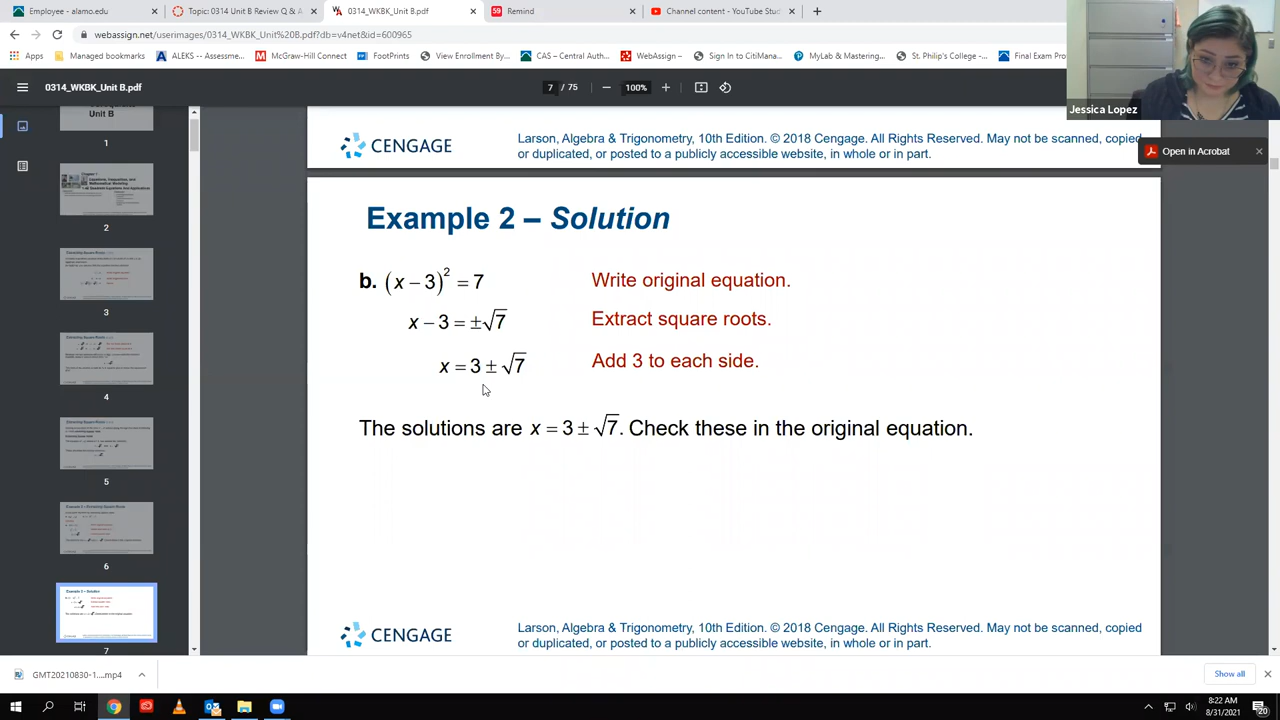 Employee - alamo.edu
Topic: 0314 Unit B Review Q & A
0314_WKBK_Unit B.pdf
Remind
Channel content - YouTube Stu
webassign.net/userimages/0314_WKBK_Unit%20B.pdf?db=v4net&id=600965
Apps
Managed bookmarks
ALEKS -- Assessme...
McGraw-Hill Connect
FootPrints
View Enrollment By...
CAS – Central Auth...
WebAssign –
Sign In to CitiMana...
MyLab & Mastering...
St. Philip's College -...
Final Exam Pro
0314_WKBK_Unit B.pdf
7 / 75
100%
Jessica Lopez
Open in Acrobat
Unit B
1
2
3
4
5
6
7
CENGAGE
Larson, Algebra & Trigonometry, 10th Edition. © 2018 Cengage. All Rights Reserved. May not be scanned, copied
or duplicated, or posted to a publicly accessible website, in whole or in part.
Example 2 – Solution
b. (x − 3)² = 7 Write original equation.
x − 3 = ±√7 Extract square roots.
x = 3 ± √7 Add 3 to each side.
The solutions are x = 3 ± √7. Check these in the original equation.
CENGAGE
Larson, Algebra & Trigonometry, 10th Edition. © 2018 Cengage. All Rights Reserved. May not be scanned, copied
or duplicated, or posted to a publicly accessible website, in whole or in part.
GMT20210830-1....mp4
Show all
8:22 AM
8/31/2021
20